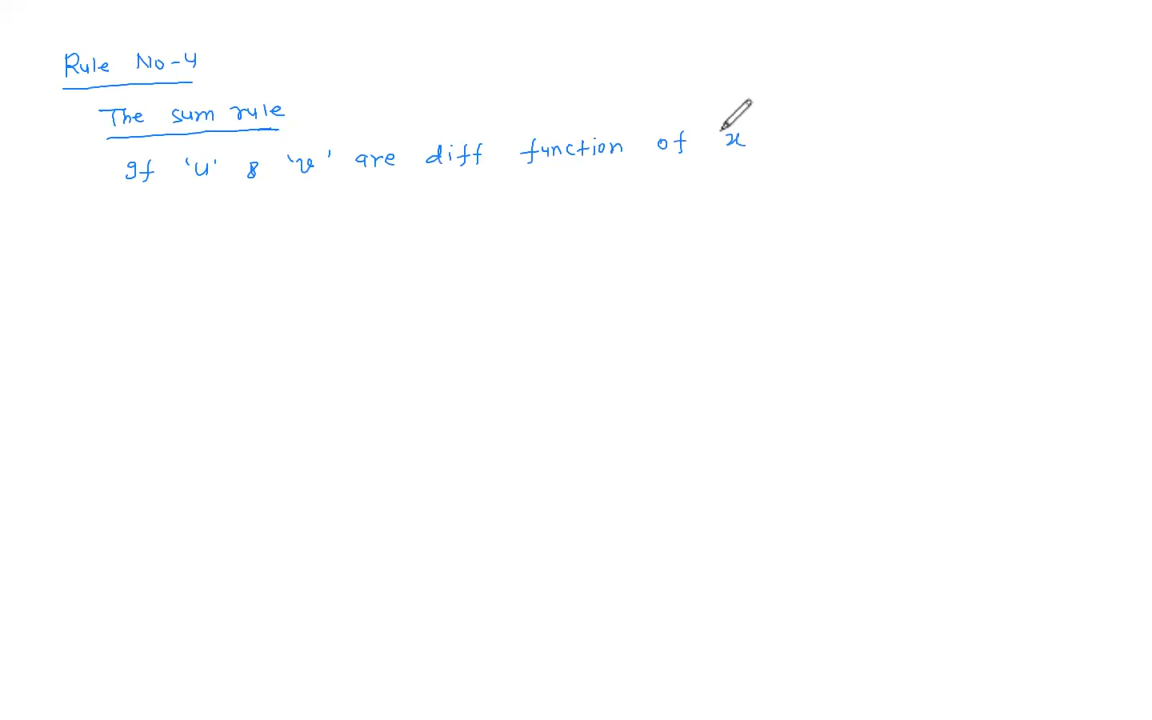 Rule No-4
The sum rule
If 'u' & 'v' are diff function of x